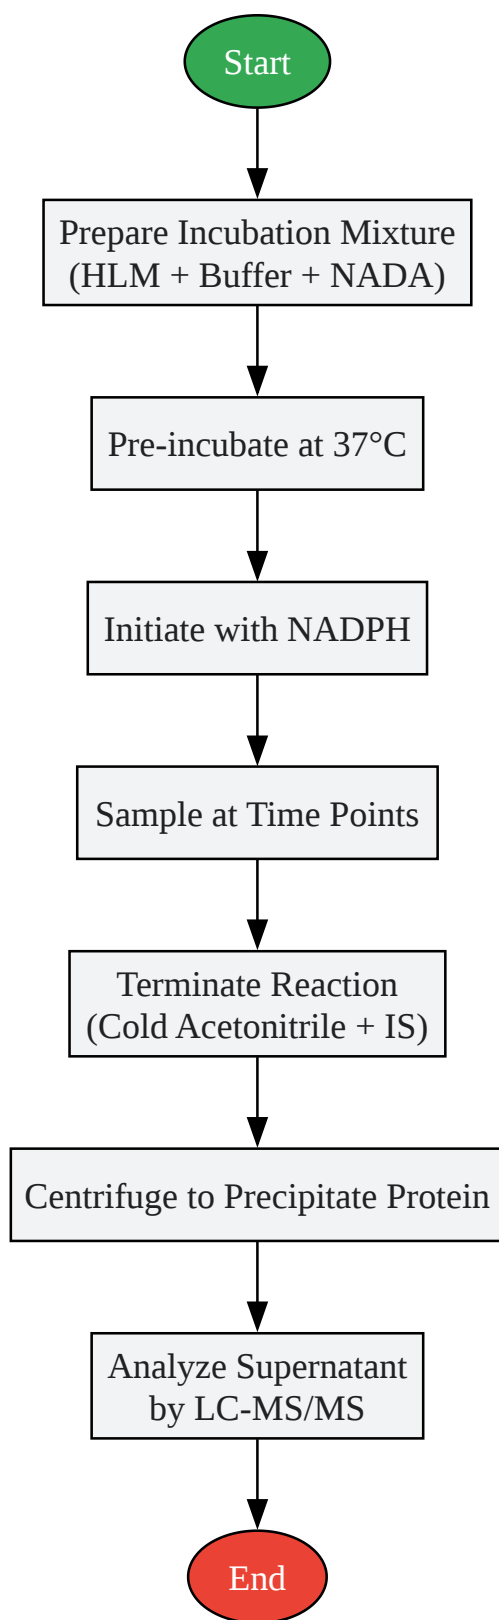 Start
Prepare Incubation Mixture
(HLM + Buffer + NADA)
Pre-incubate at 37°C
Initiate with NADPH
Sample at Time Points
Terminate Reaction
(Cold Acetonitrile + IS)
Centrifuge to Precipitate Protein
Analyze Supernatant
by LC-MS/MS
End